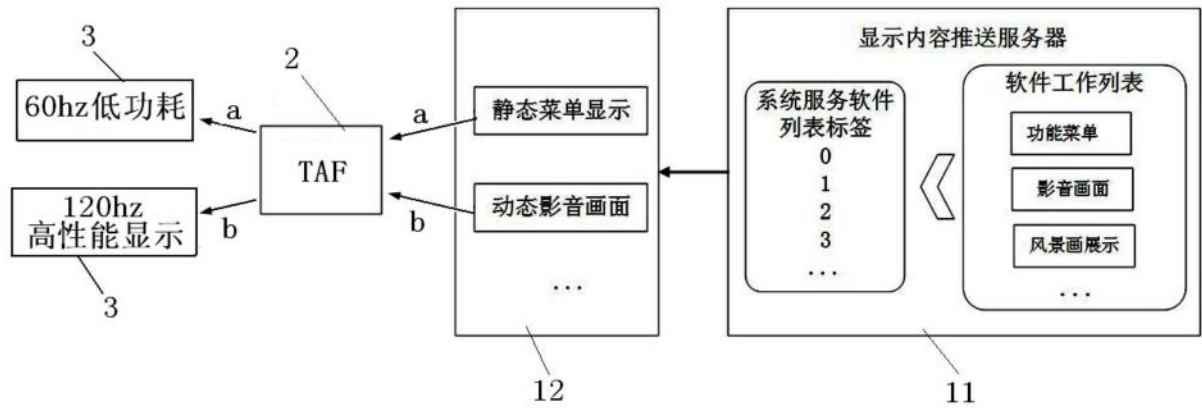 3
60hz低功耗
a
2
TAF
a
静态菜单显示
120hz
高性能显示
b
b
动态影音画面
...
3
12
显示内容推送服务器
系统服务软件
列表标签
0
1
2
3
...
软件工作列表
功能菜单
影音画面
风景画展示
...
11